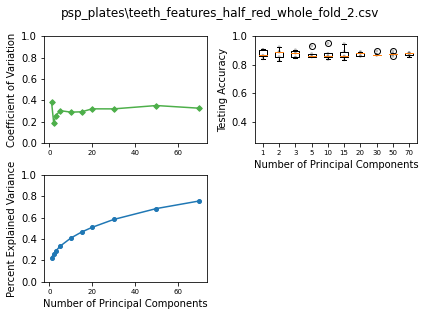 psp_plates\teeth_features_half_red_whole_fold_2.csv
Coefficient of Variation
1.0
0.8
0.6
0.4
0.2
0.0
0 20 40 60
Testing Accuracy
1.0
0.8
0.6
0.4
1 2 3 5 10 15 20 30 50 70
Number of Principal Components
Percent Explained Variance
1.0
0.8
0.6
0.4
0.2
0.0
0 20 40 60
Number of Principal Components